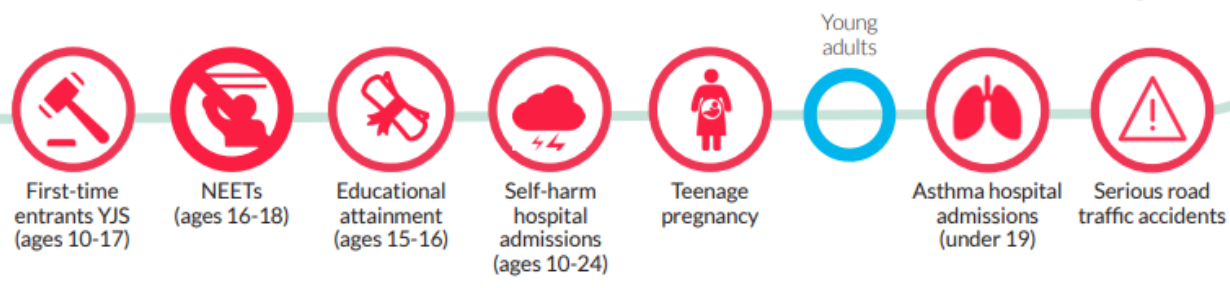 Young
adults
First-time
entrants YJS
(ages 10-17)
NEETs
(ages 16-18)
Educational
attainment
(ages 15-16)
Self-harm
hospital
admissions
(ages 10-24)
Teenage
pregnancy
Asthma hospital
admissions
(under 19)
Serious road
traffic accidents